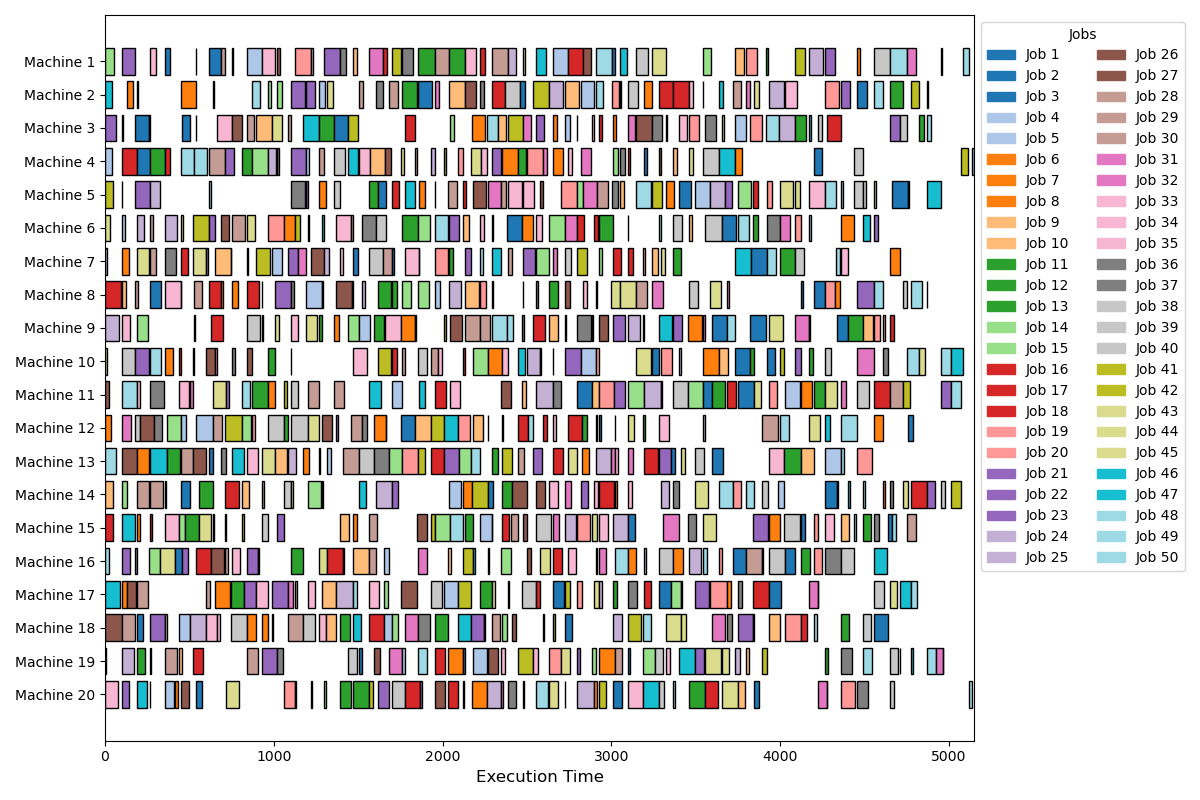 Machine 1
Machine 2
Machine 3
Machine 4
Machine 5
Machine 6
Machine 7
Machine 8
Machine 9
Machine 10
Machine 11
Machine 12
Machine 13
Machine 14
Machine 15
Machine 16
Machine 17
Machine 18
Machine 19
Machine 20
0 1000 2000 3000 4000 5000
Execution Time
Jobs
Job 1
Job 2
Job 3
Job 4
Job 5
Job 6
Job 7
Job 8
Job 9
Job 10
Job 11
Job 12
Job 13
Job 14
Job 15
Job 16
Job 17
Job 18
Job 19
Job 20
Job 21
Job 22
Job 23
Job 24
Job 25
Job 26
Job 27
Job 28
Job 29
Job 30
Job 31
Job 32
Job 33
Job 34
Job 35
Job 36
Job 37
Job 38
Job 39
Job 40
Job 41
Job 42
Job 43
Job 44
Job 45
Job 46
Job 47
Job 48
Job 49
Job 50